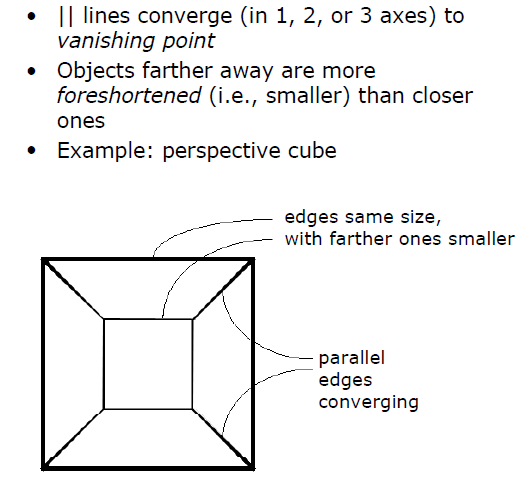 • || lines converge (in 1, 2, or 3 axes) to
vanishing point
• Objects farther away are more
foreshortened (i.e., smaller) than closer
ones
• Example: perspective cube
edges same size,
with farther ones smaller
parallel
edges
converging